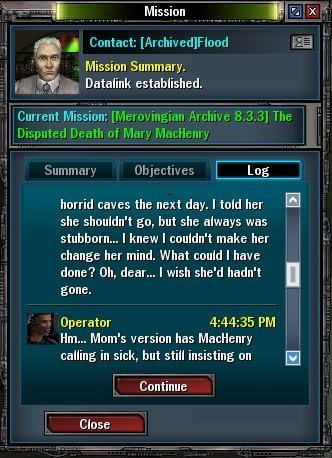 Mission
Contact: [Archived]Flood
Mission Summary.
Datalink established.
Current Mission: [Merovingian Archive 8.3.3] The
Disputed Death of Mary MacHenry
Summary
Objectives
Log
horrid caves the next day. I told her
she shouldn't go, but she always was
stubborn... I knew I couldn't make her
change her mind. What could I have
done? Oh, dear... I wish she'd hadn't
gone.
Operator 4:44:35 PM
Hm... Mom's version has MacHenry
calling in sick, but still insisting on
Continue
Close